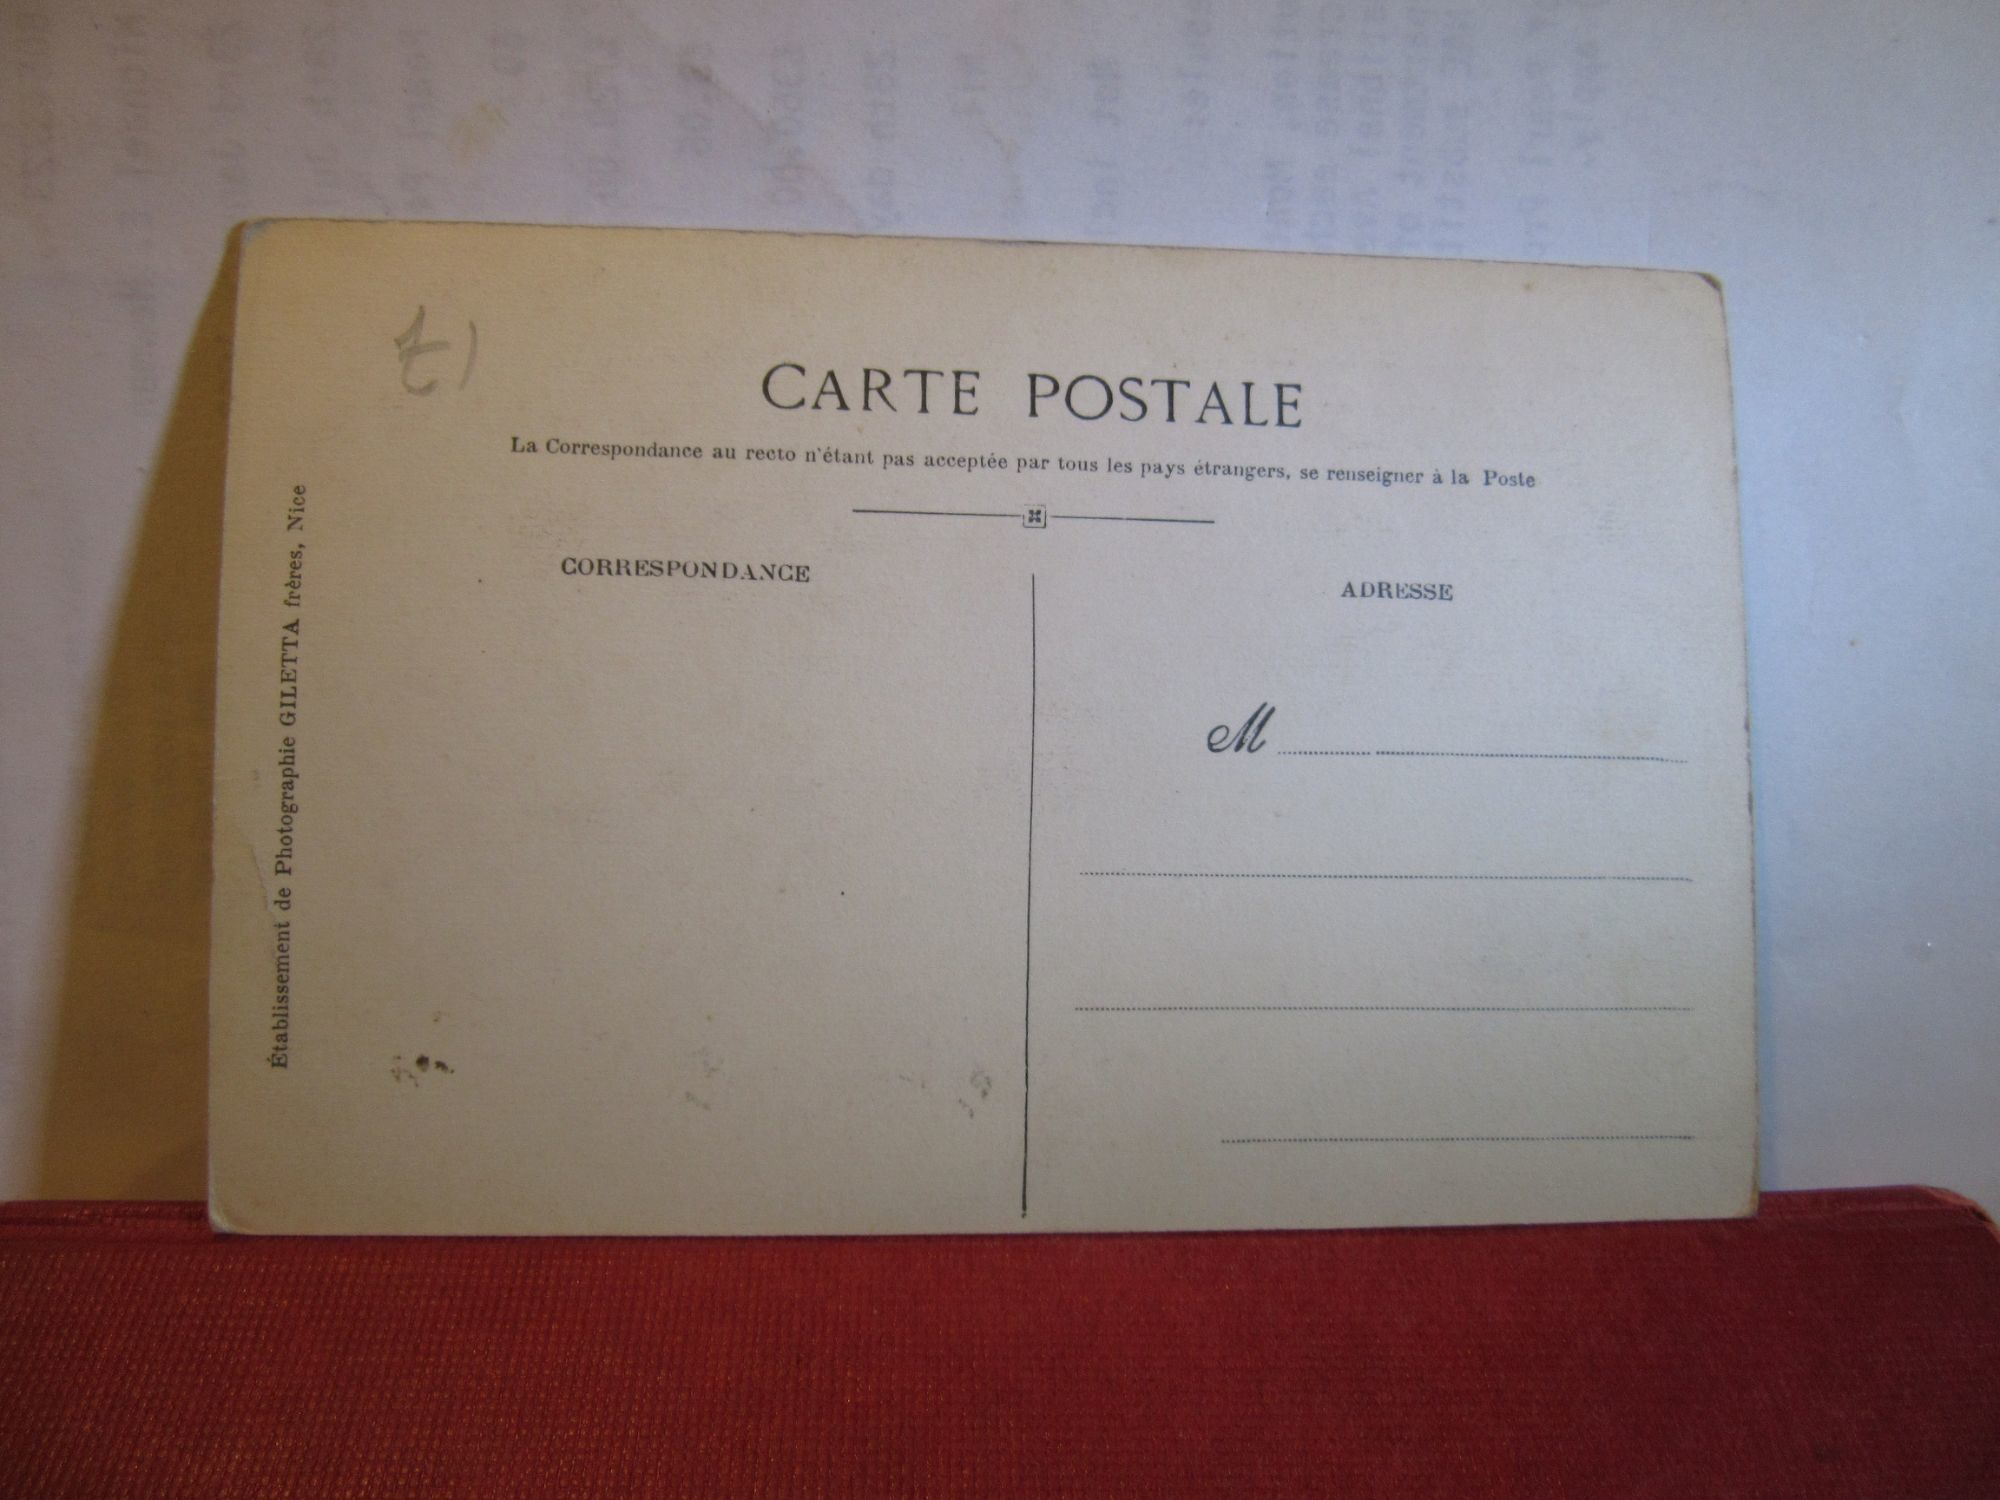 CARTE POSTALE
La Correspondance au recto n'étant pas acceptée par tous les pays étrangers, se renseigner à la Poste
CORRESPONDANCE
ADRESSE
M
Établissement de Photographie GILETTA frères, Nice